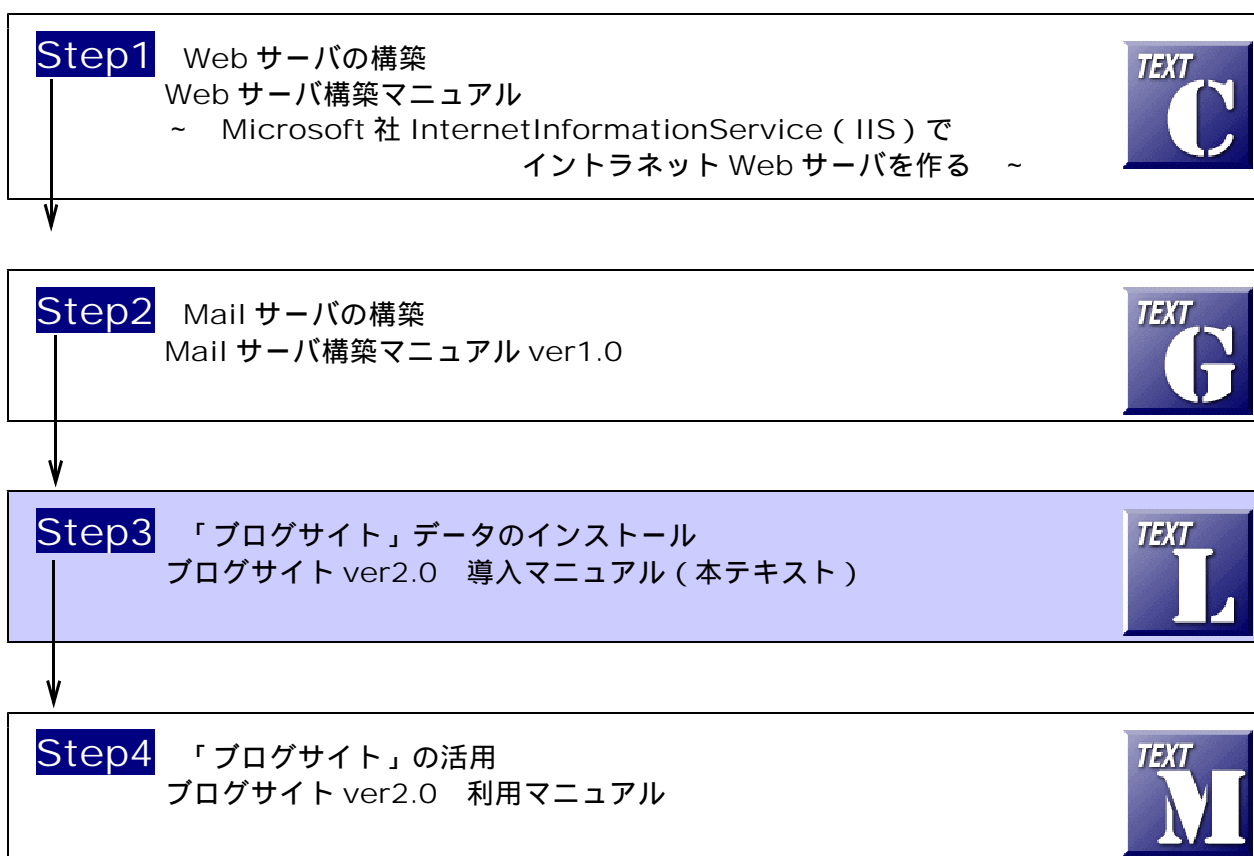 Step1 Web サーバの構築
Web サーバ構築マニュアル
~ Microsoft 社 InternetInformationService ( IIS ) で
イントラネット Web サーバを作る ~
TEXT
C
Step2 Mail サーバの構築
Mail サーバ構築マニュアル ver1.0
TEXT
G
Step3 「ブログサイト」データのインストール
ブログサイト ver2.0 導入マニュアル ( 本テキスト )
TEXT
L
Step4 「ブログサイト」の活用
ブログサイト ver2.0 利用マニュアル
TEXT
M